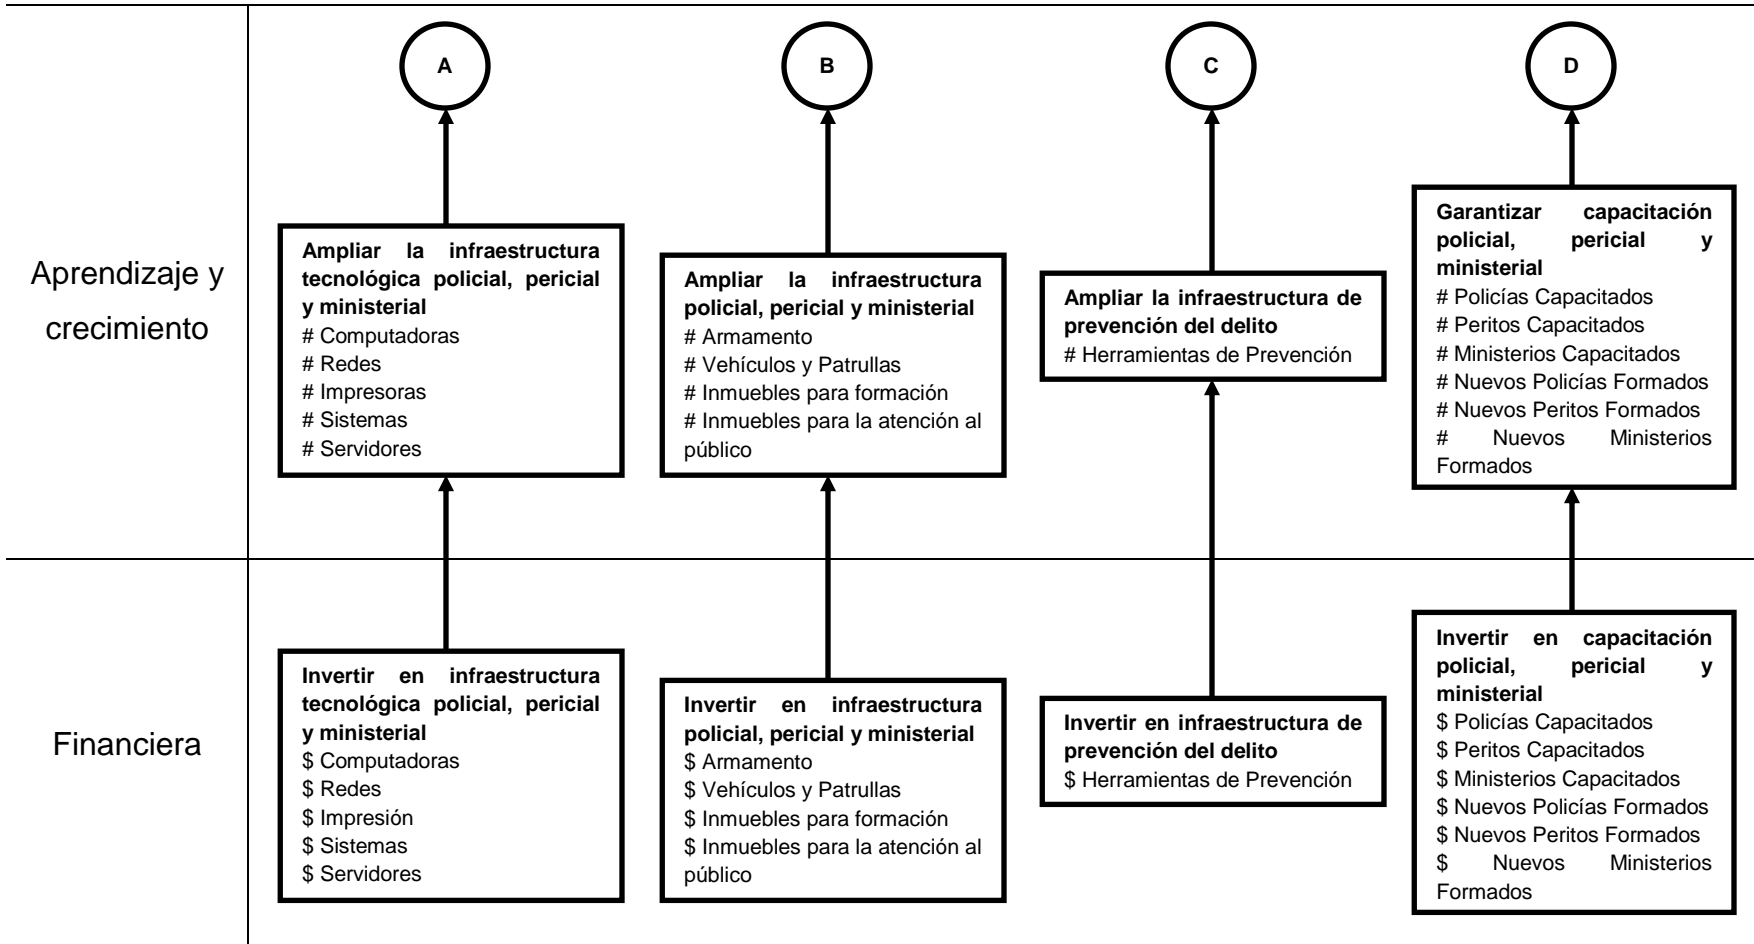 A
B
C
D
Aprendizaje y
crecimiento
Ampliar la infraestructura
tecnológica policial, pericial
y ministerial
# Computadoras
# Redes
# Impresoras
# Sistemas
# Servidores
Ampliar la infraestructura
policial, pericial y ministerial
# Armamento
# Vehículos y Patrullas
# Inmuebles para formación
# Inmuebles para la atención al
público
Ampliar la infraestructura de
prevención del delito
# Herramientas de Prevención
Garantizar capacitación
policial, pericial y
ministerial
# Policías Capacitados
# Peritos Capacitados
# Ministerios Capacitados
# Nuevos Policías Formados
# Nuevos Peritos Formados
# Nuevos Ministerios
Formados
Financiera
Invertir en infraestructura
tecnológica policial, pericial
y ministerial
$ Computadoras
$ Redes
$ Impresión
$ Sistemas
$ Servidores
Invertir en infraestructura
policial, pericial y ministerial
$ Armamento
$ Vehículos y Patrullas
$ Inmuebles para formación
$ Inmuebles para la atención al
público
Invertir en infraestructura de
prevención del delito
$ Herramientas de Prevención
Invertir en capacitación
policial, pericial y
ministerial
$ Policías Capacitados
$ Peritos Capacitados
$ Ministerios Capacitados
$ Nuevos Policías Formados
$ Nuevos Peritos Formados
$ Nuevos Ministerios
Formados